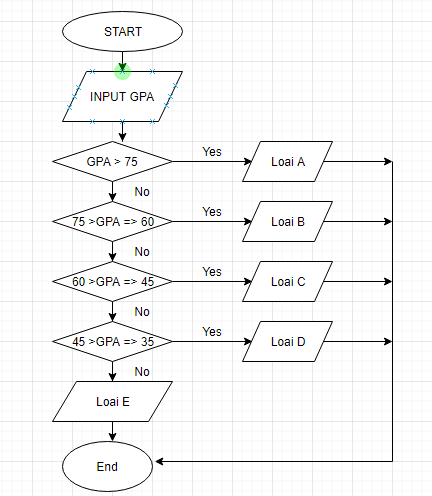 START
INPUT GPA
GPA > 75
Yes
Loai A
No
75 >GPA => 60
Yes
Loai B
No
60 >GPA => 45
Yes
Loai C
No
45 >GPA => 35
Yes
Loai D
No
Loai E
End